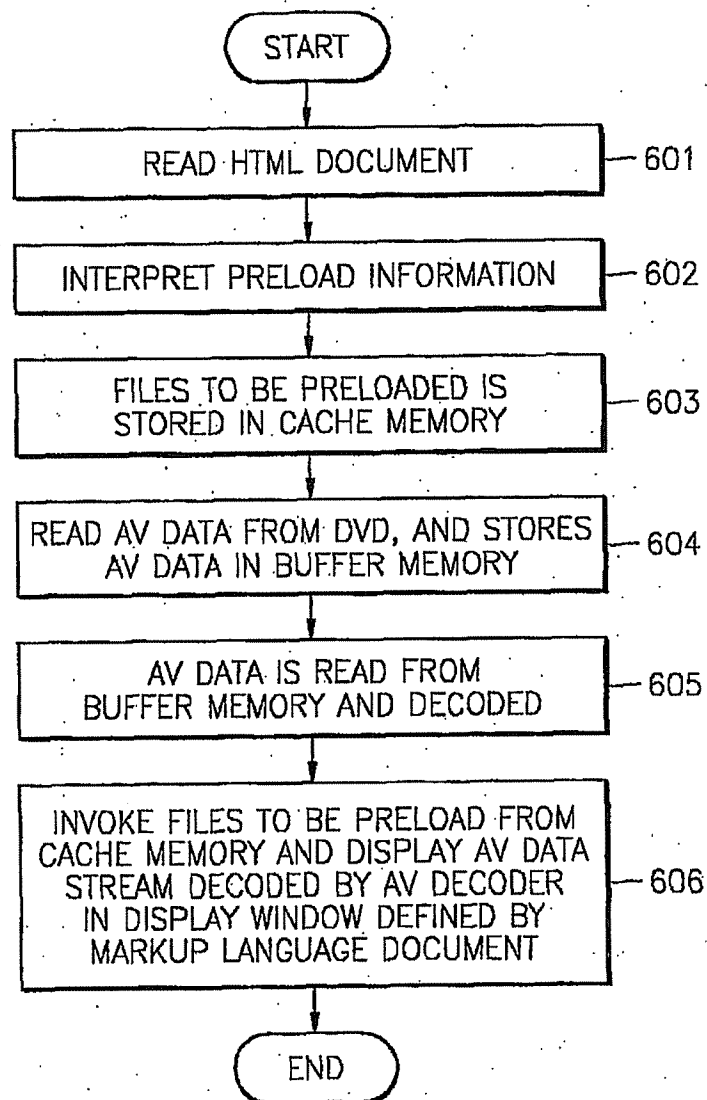 START
READ HTML DOCUMENT
601
INTERPRET PRELOAD INFORMATION
602
FILES TO BE PRELOADED IS
STORED IN CACHE MEMORY
603
READ AV DATA FROM DVD, AND STORES
AV DATA IN BUFFER MEMORY
604
AV DATA IS READ FROM
BUFFER MEMORY AND DECODED
605
INVOKE FILES TO BE PRELOAD FROM
CACHE MEMORY AND DISPLAY AV DATA
STREAM DECODED BY AV DECODER
IN DISPLAY WINDOW DEFINED BY
MARKUP LANGUAGE DOCUMENT
606
END